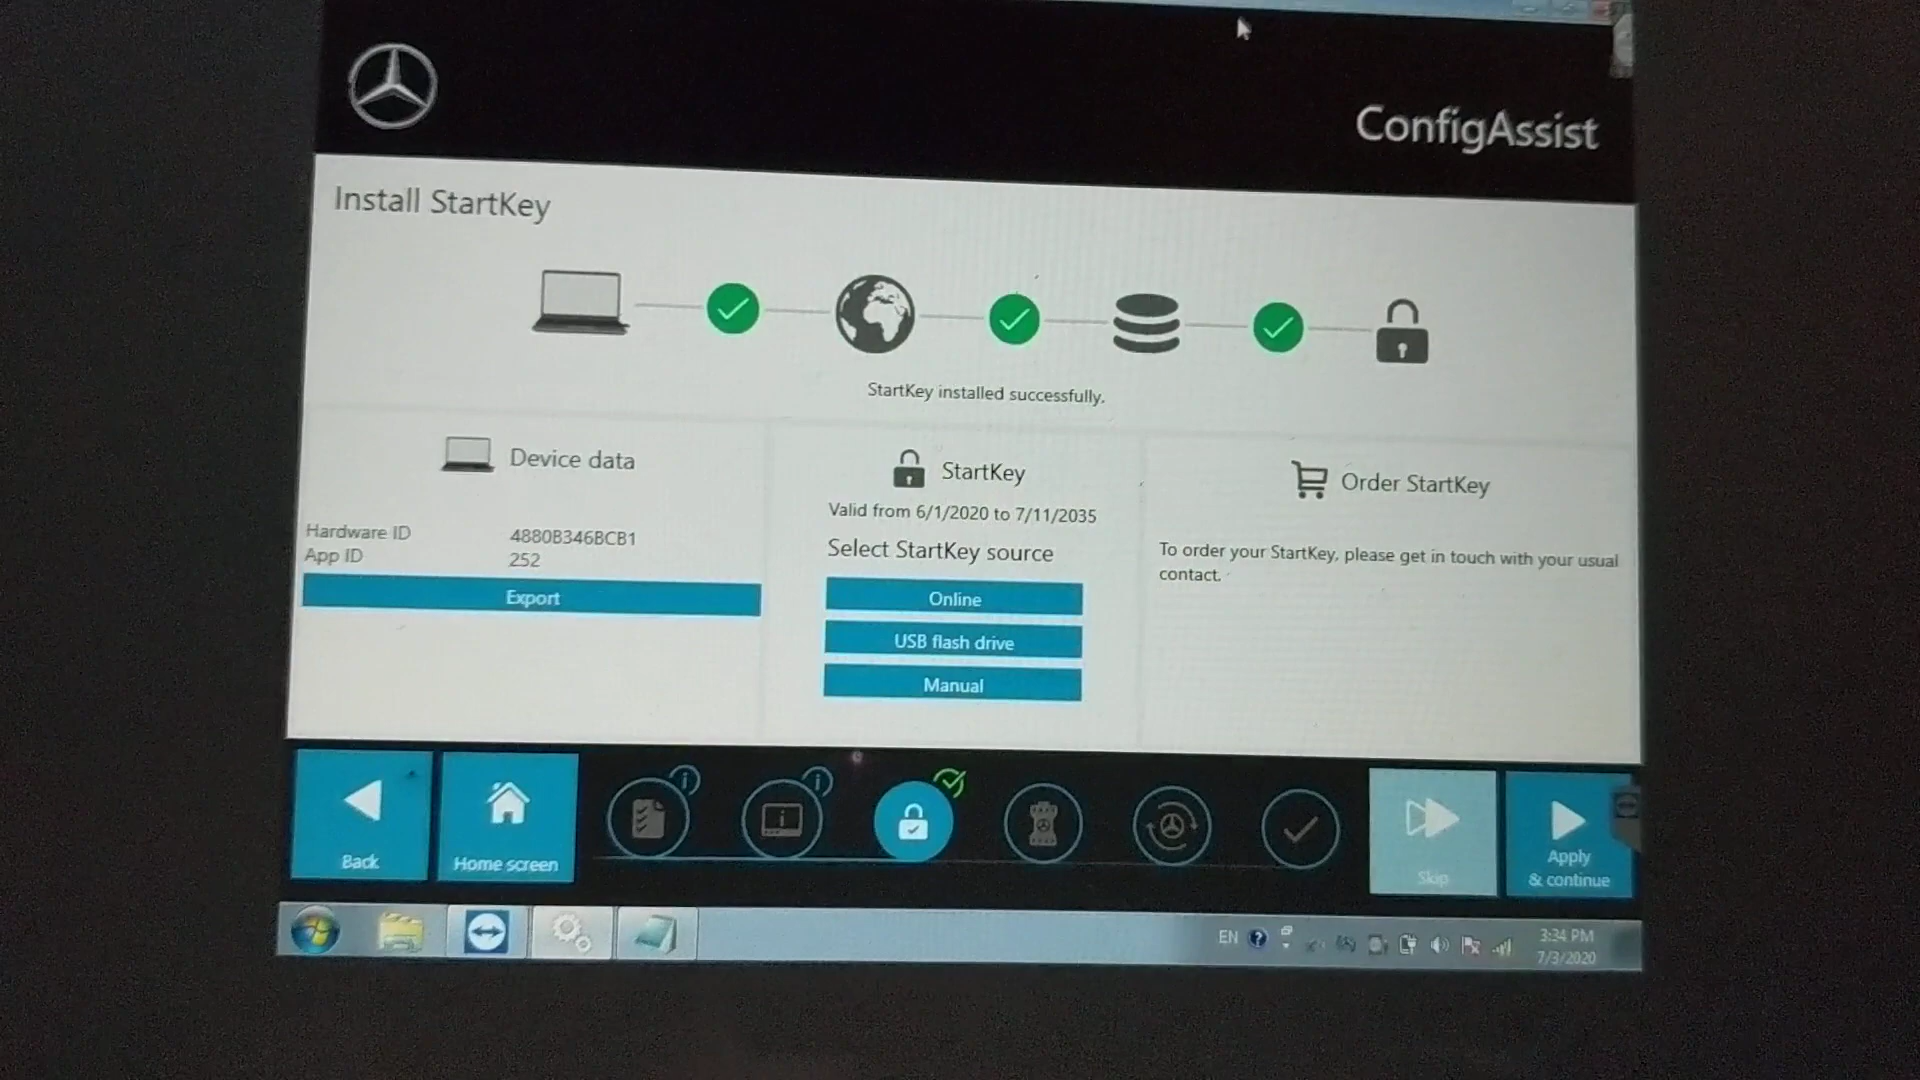 ConfigAssist
Install StartKey
StartKey installed successfully.
Device data
Hardware ID 4880B346BCB1
App ID 252
Export
StartKey
Valid from 6/1/2020 to 7/11/2035
Select StartKey source
Online
USB flash drive
Manual
Order StartKey
To order your StartKey, please get in touch with your usual
contact.
Back
Home screen
Skip
Apply
& continue
EN
3:34 PM
7/3/2020